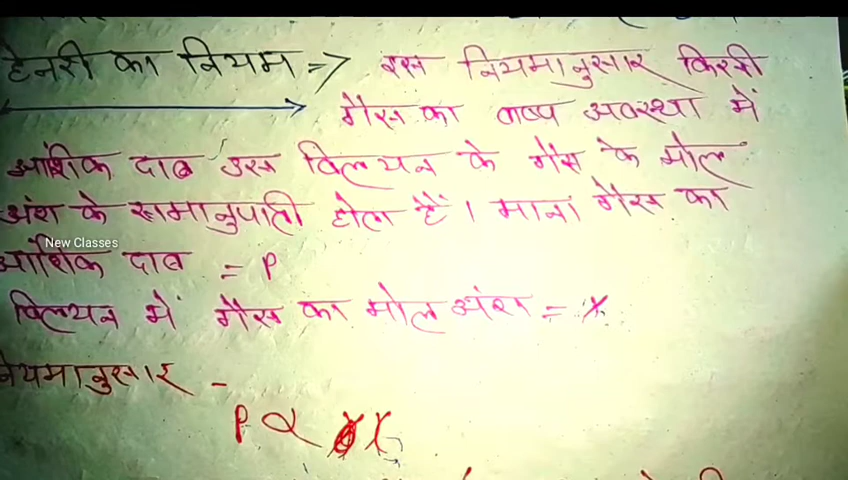 हेनरी का नियम => इस नियमानुसार किसी
गैस का वाष्प अवस्था में
आंशिक दाब उस विलयन के गैस के मोल
अंश के समानुपाती होता है। माना गैस का
New Classes
आंशिक दाब = P
विलयन में गैस का मोल अंश = X
नियमानुसार -
P ∝ X